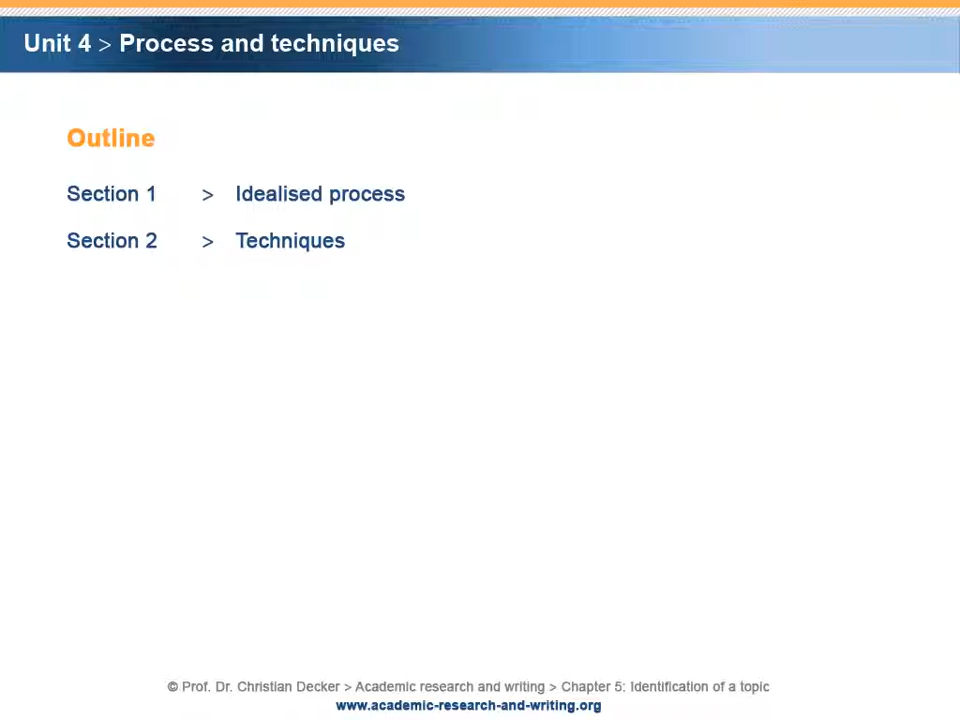 Unit 4 > Process and techniques
Outline
Section 1 > Idealised process
Section 2 > Techniques
© Prof. Dr. Christian Decker > Academic research and writing > Chapter 5: Identification of a topic
www.academic-research-and-writing.org